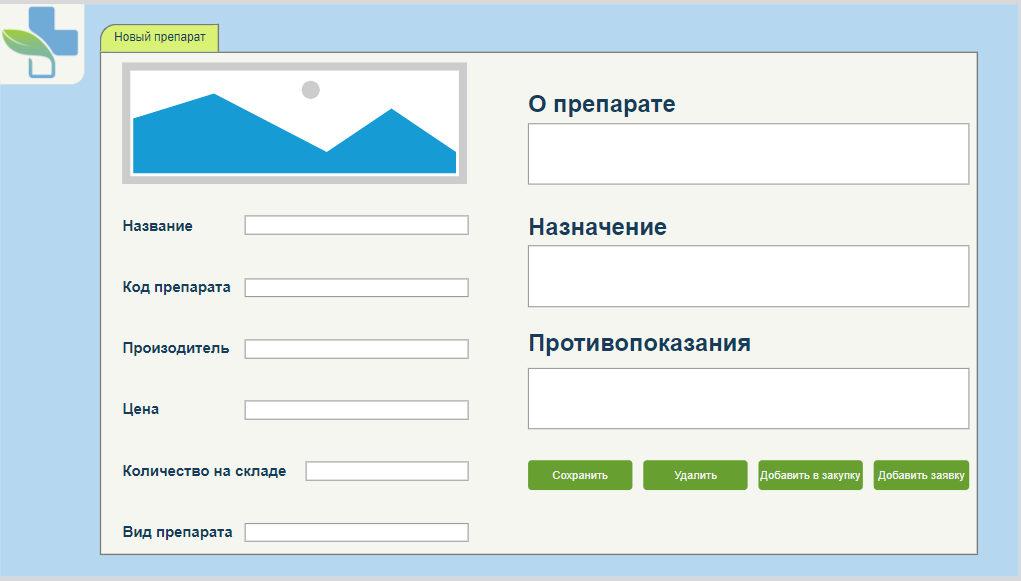 Новый препарат
Название
Код препарата
Произодитель
Цена
Количество на складе
Вид препарата
О препарате
Назначение
Противопоказания
Сохранить
Удалить
Добавить в закупку
Добавить заявку